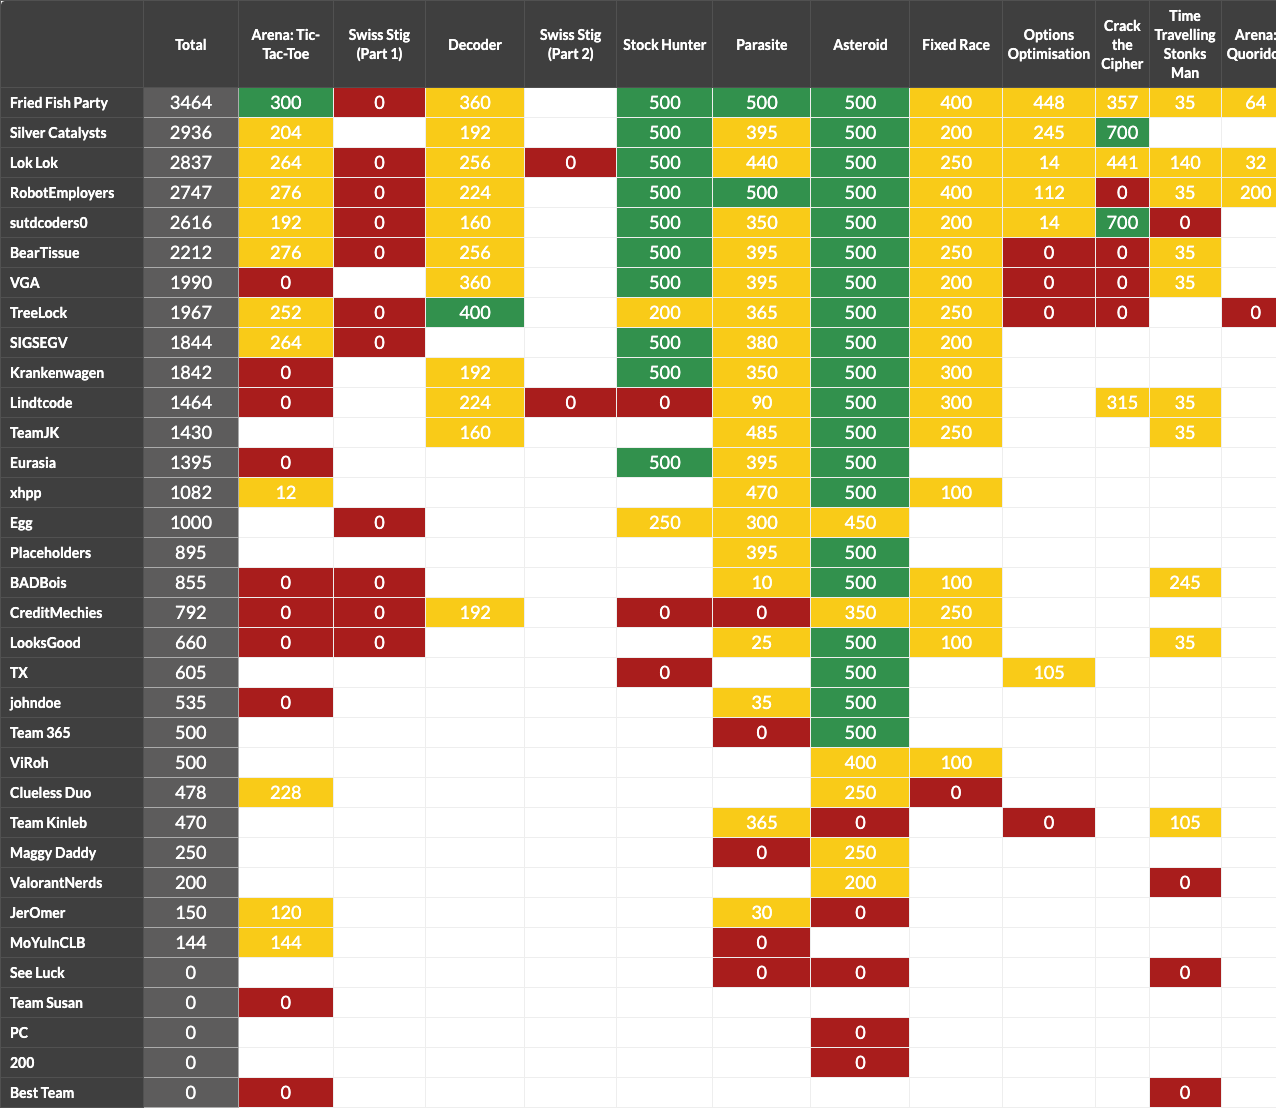 Total Arena: Tic-Tac-Toe Swiss Stig (Part 1) Decoder Swiss Stig (Part 2) Stock Hunter Parasite Asteroid Fixed Race Options Optimisation Crack the Cipher Time Travelling Stonks Man Arena: Quorido
Fried Fish Party 3464 300 0 360 500 500 500 400 448 357 35 64
Silver Catalysts 2936 204 192 500 395 500 200 245 700
Lok Lok 2837 264 0 256 0 500 440 500 250 14 441 140 32
RobotEmployers 2747 276 0 224 500 500 500 400 112 0 35 200
sutdcoders0 2616 192 0 160 500 350 500 200 14 700 0
BearTissue 2212 276 0 256 500 395 500 250 0 0 35
VGA 1990 0 360 500 395 500 200 0 0 35
TreeLock 1967 252 0 400 200 365 500 250 0 0 0
SIGSEGV 1844 264 0 500 380 500 200
Krankenwagen 1842 0 192 500 350 500 300
Lindtcode 1464 0 224 0 0 90 500 300 315 35
TeamJK 1430 160 485 500 250 35
Eurasia 1395 0 500 395 500
xhpp 1082 12 470 500 100
Egg 1000 0 250 300 450
Placeholders 895 395 500
BADBois 855 0 0 10 500 100 245
CreditMechies 792 0 0 192 0 0 350 250
LooksGood 660 0 0 25 500 100 35
TX 605 0 500 105
johndoe 535 0 35 500
Team 365 500 0 500
ViRoh 500 400 100
Clueless Duo 478 228 250 0
Team Kinleb 470 365 0 0 105
Maggy Daddy 250 0 250
ValorantNerds 200 200 0
JerOmer 150 120 30 0
MoYuInCLB 144 144 0
See Luck 0 0 0 0
Team Susan 0 0
PC 0 0
200 0 0
Best Team 0 0 0